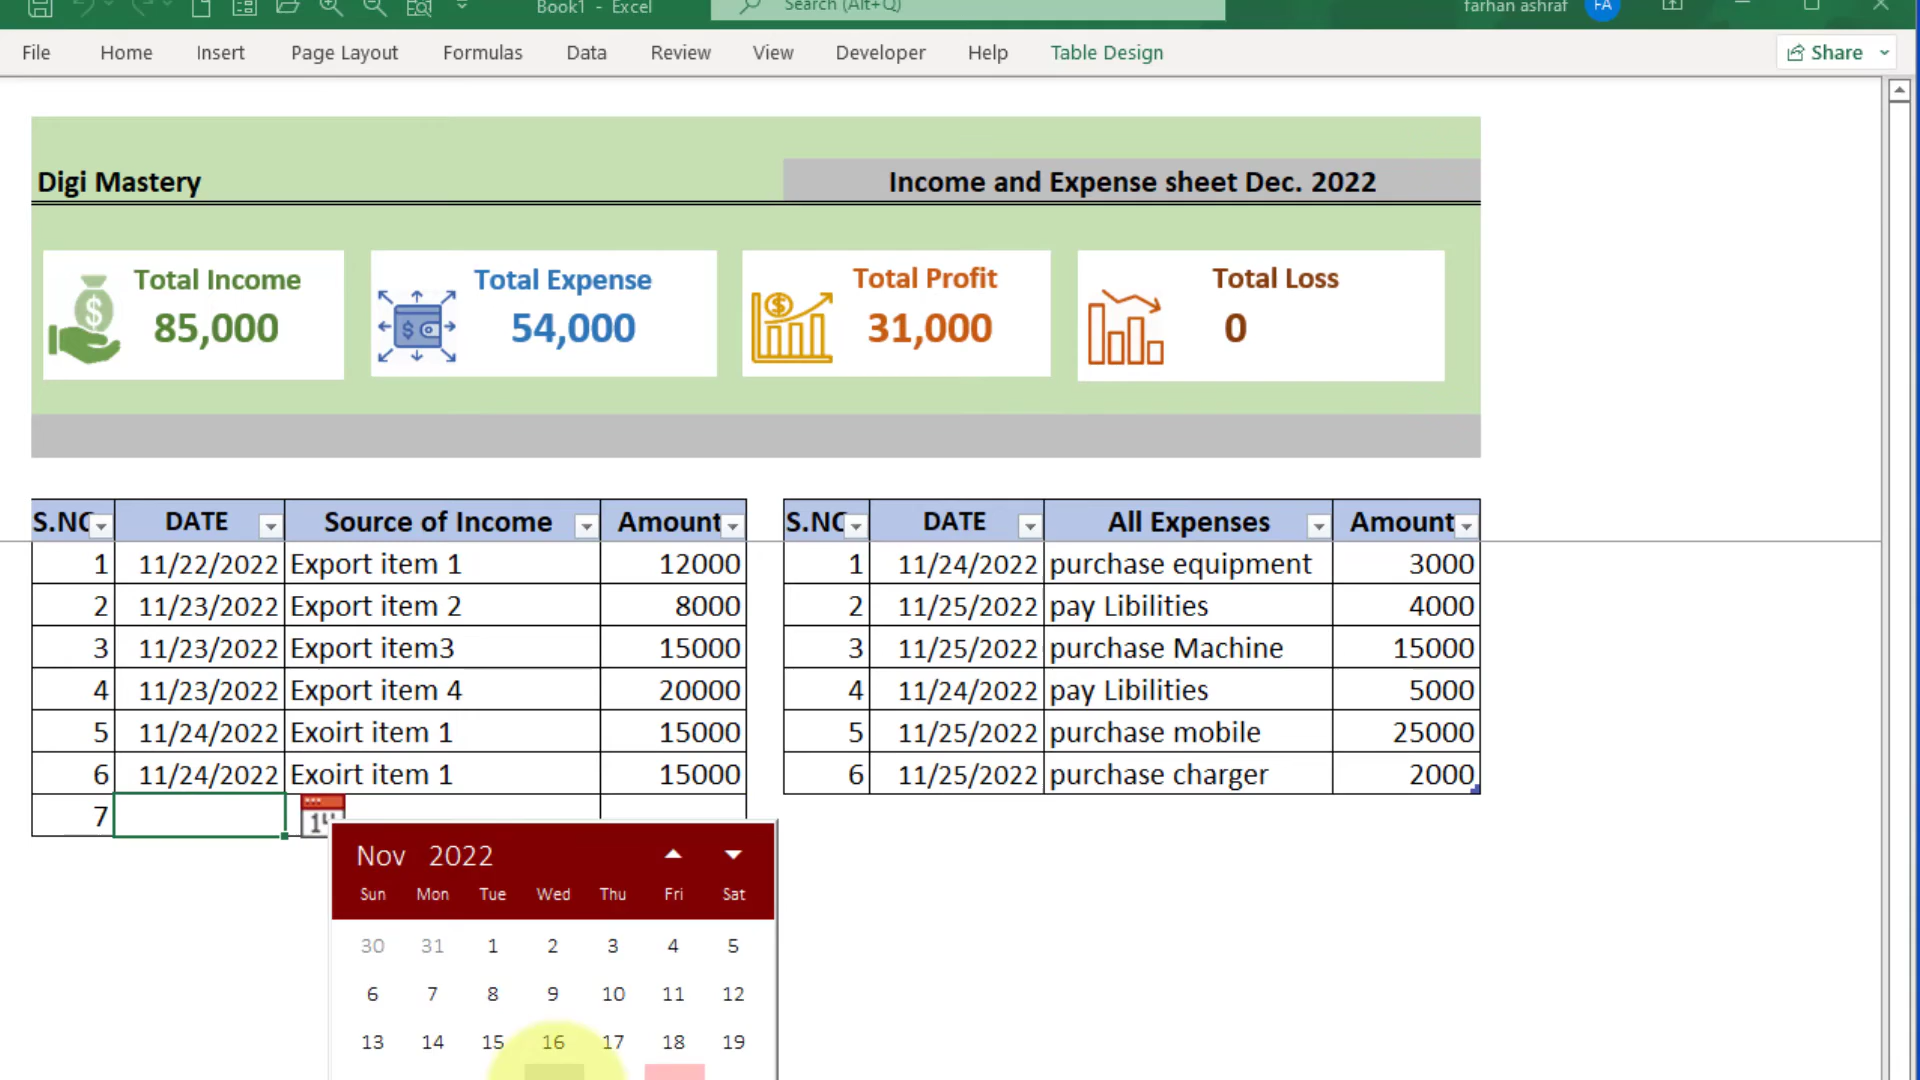 Book1 - Excel
Search (Alt+Q)
farhan ashraf FA
File Home Insert Page Layout Formulas Data Review View Developer Help Table Design Share
Digi Mastery
Income and Expense sheet Dec. 2022
Total Income
85,000
Total Expense
54,000
Total Profit
31,000
Total Loss
0
S.NO DATE Source of Income Amount
1 11/22/2022 Export item 1 12000
2 11/23/2022 Export item 2 8000
3 11/23/2022 Export item3 15000
4 11/23/2022 Export item 4 20000
5 11/24/2022 Exoirt item 1 15000
6 11/24/2022 Exoirt item 1 15000
7
S.NO DATE All Expenses Amount
1 11/24/2022 purchase equipment 3000
2 11/25/2022 pay Libilities 4000
3 11/25/2022 purchase Machine 15000
4 11/24/2022 pay Libilities 5000
5 11/25/2022 purchase mobile 25000
6 11/25/2022 purchase charger 2000
Nov 2022
Sun Mon Tue Wed Thu Fri Sat
30 31 1 2 3 4 5
6 7 8 9 10 11 12
13 14 15 16 17 18 19